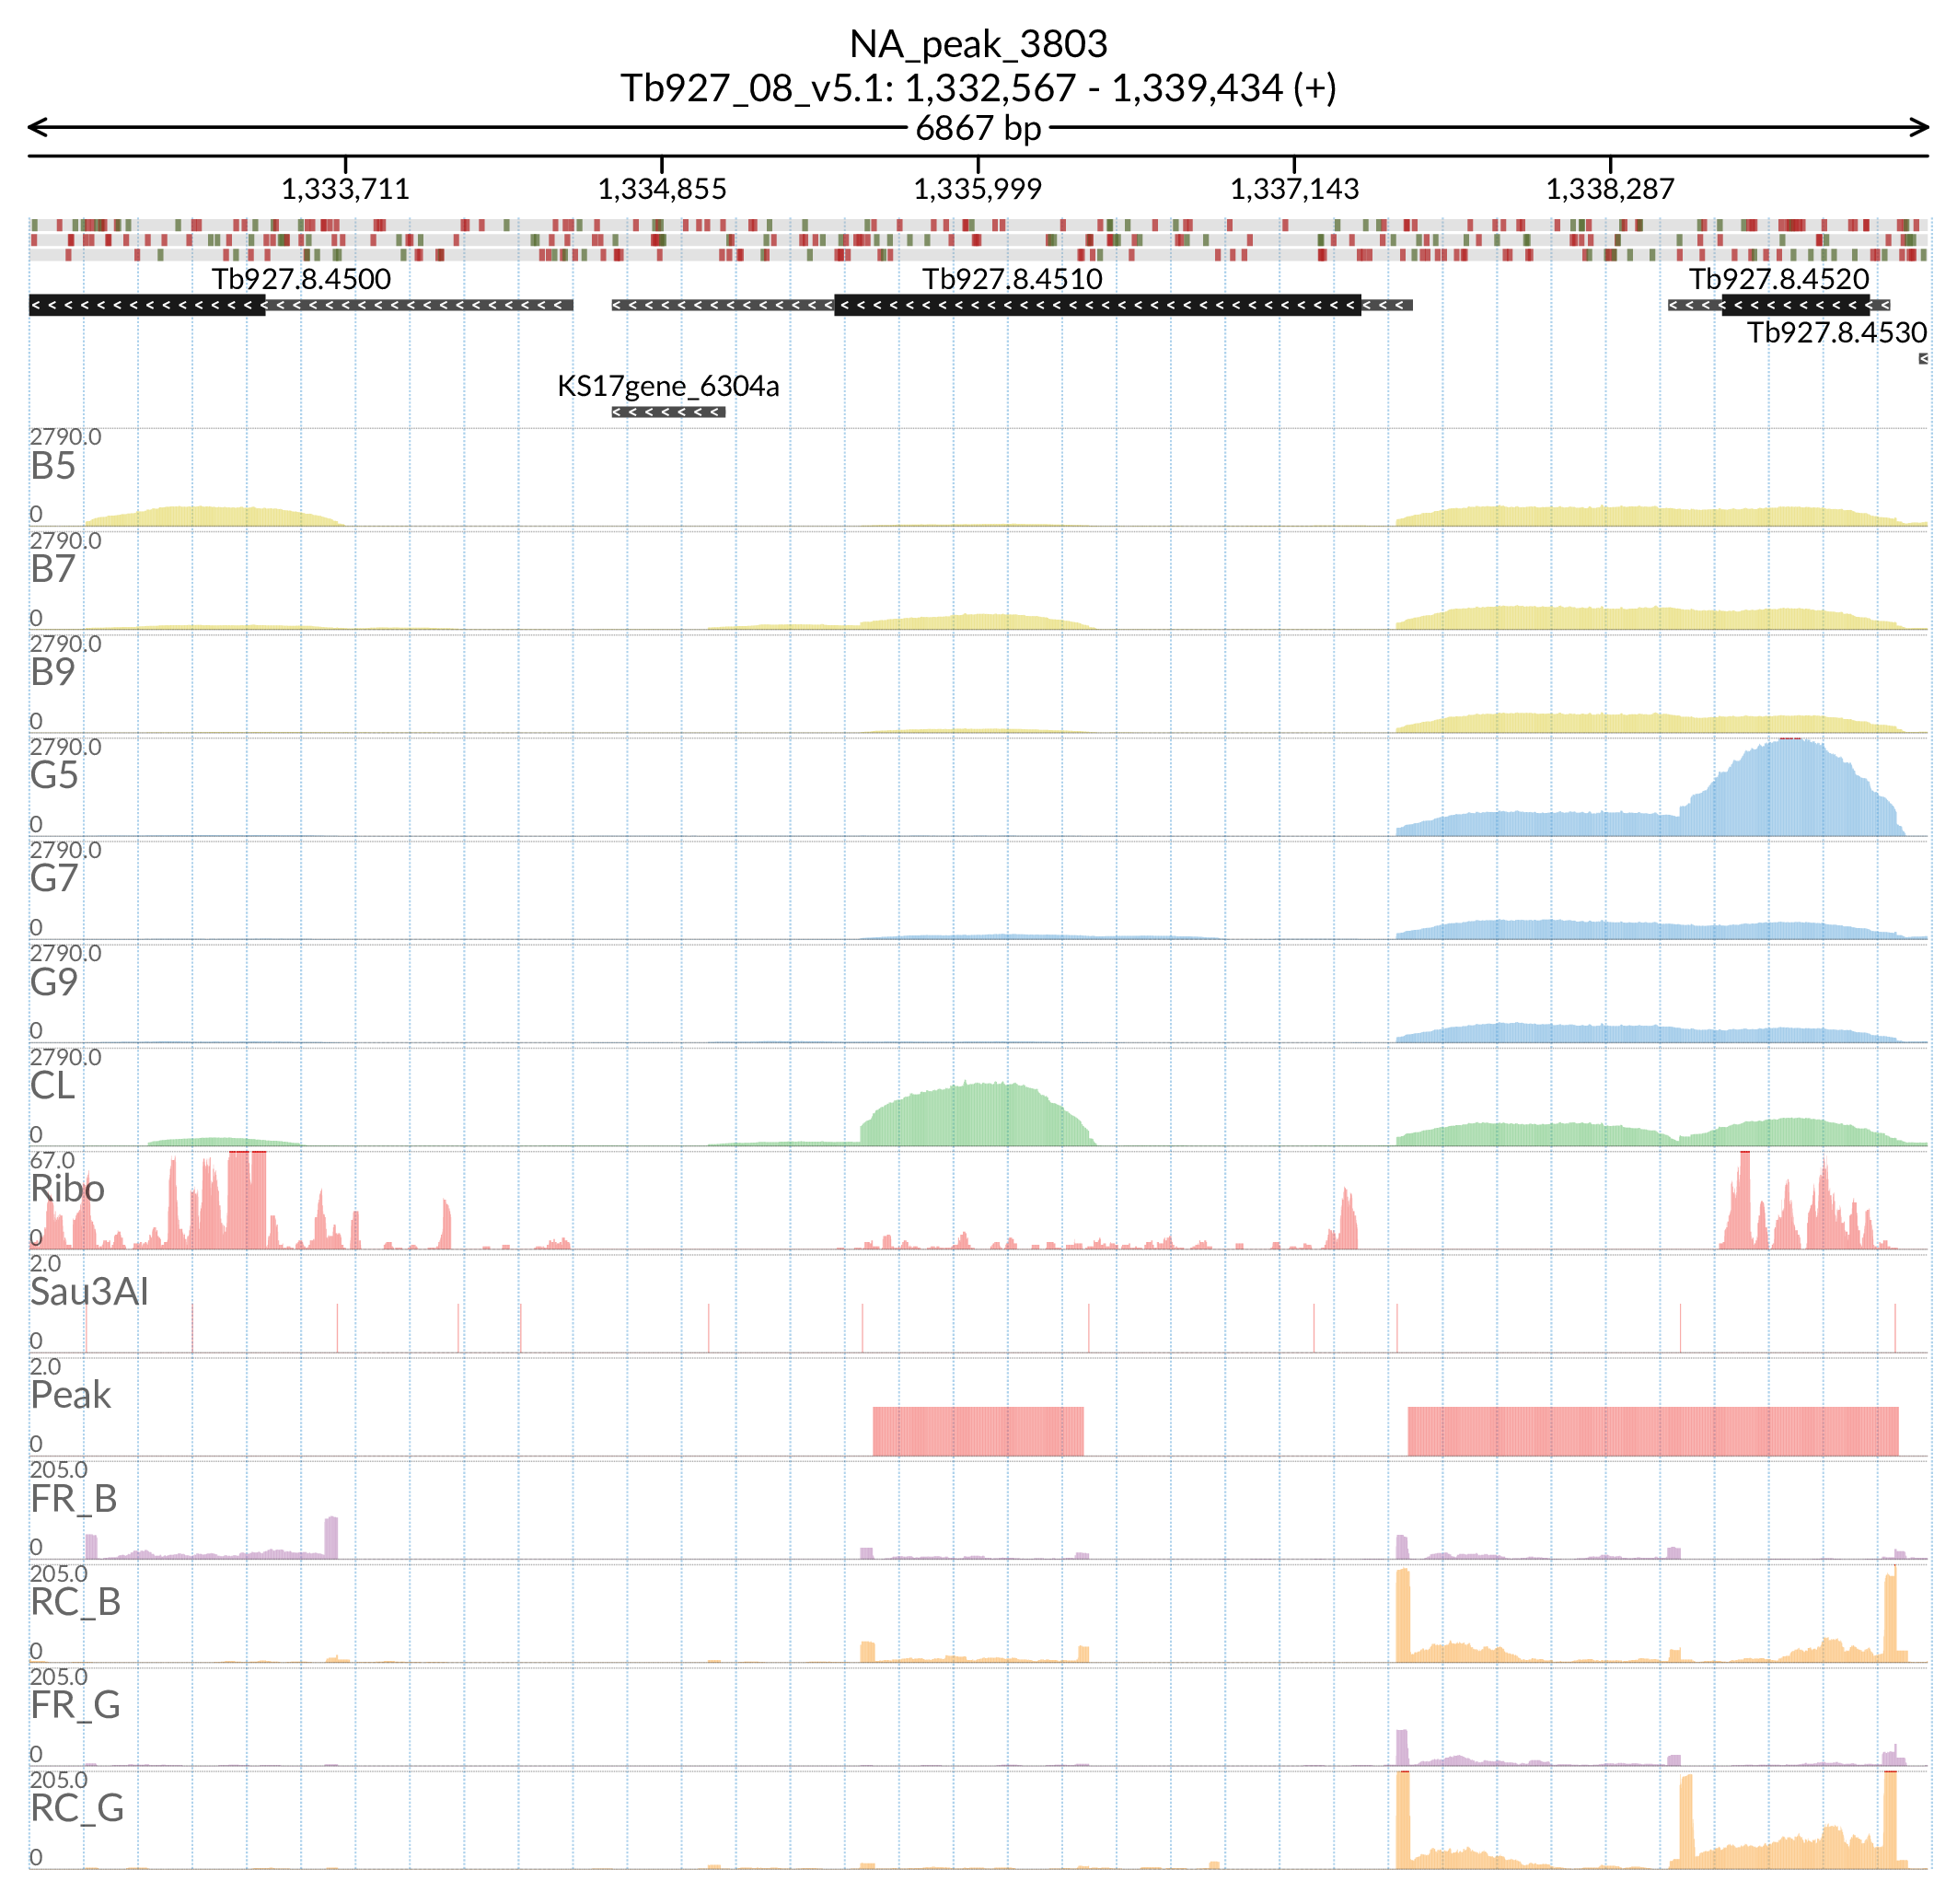 NA_peak_3803
Tb927_08_v5.1: 1,332,567 - 1,339,434 (+)
6867 bp
1,333,711 1,334,855 1,335,999 1,337,143 1,338,287
Tb927.8.4500 Tb927.8.4510 Tb927.8.4520
Tb927.8.4530
KS17gene_6304a
2790.0
B5
0
2790.0
B7
0
2790.0
B9
0
2790.0
G5
0
2790.0
G7
0
2790.0
G9
0
2790.0
CL
0
67.0
Ribo
0
2.0
Sau3AI
0
2.0
Peak
0
205.0
FR_B
0
205.0
RC_B
0
205.0
FR_G
0
205.0
RC_G
0